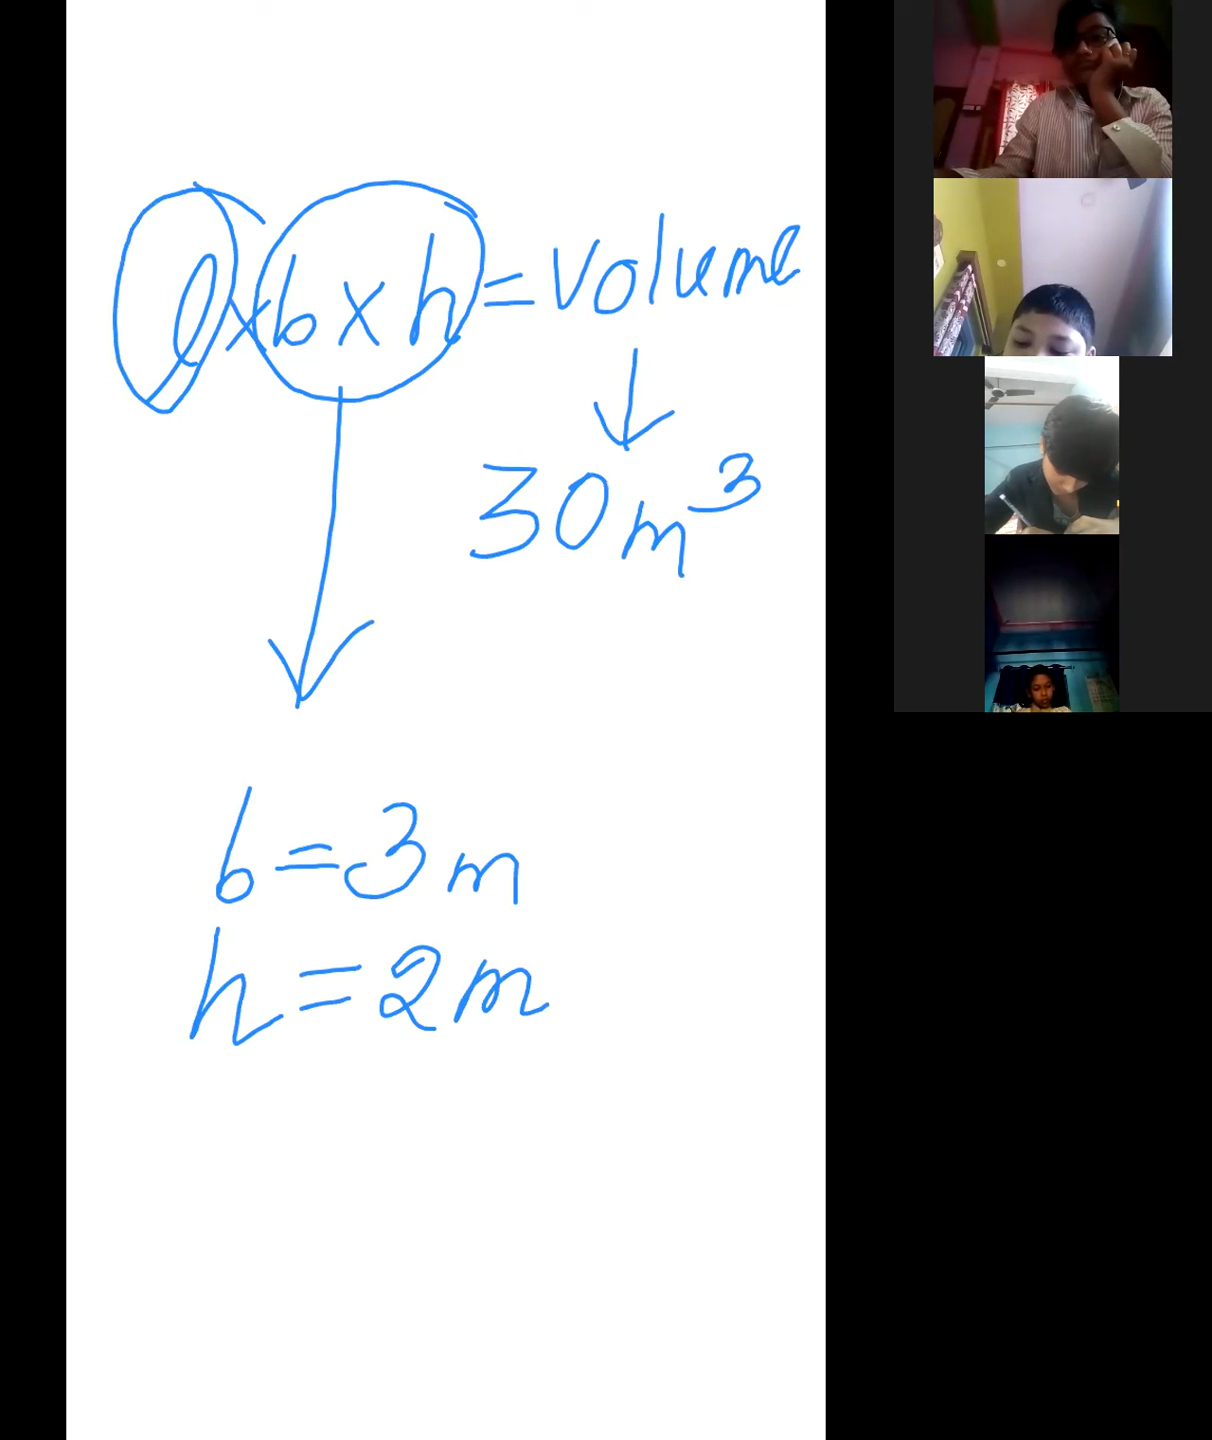 l x b x h = volume
30m³
b = 3m
h = 2m